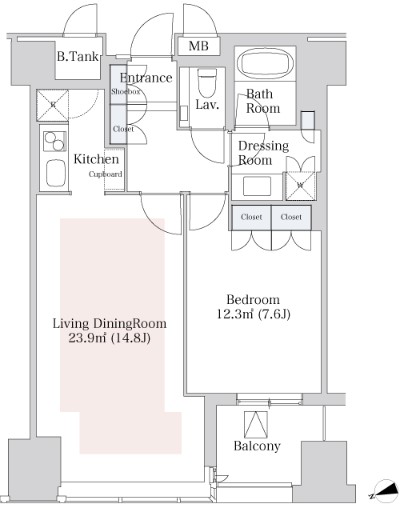 MB
B.Tank
Entrance
Shoebox
Bath
Room
Lav.
R
Closet
Dressing
Room
Kitchen
Cupboard
W
Closet
Closet
Bedroom
12.3㎡ (7.6J)
Living DiningRoom
23.9㎡ (14.8J)
Balcony
N